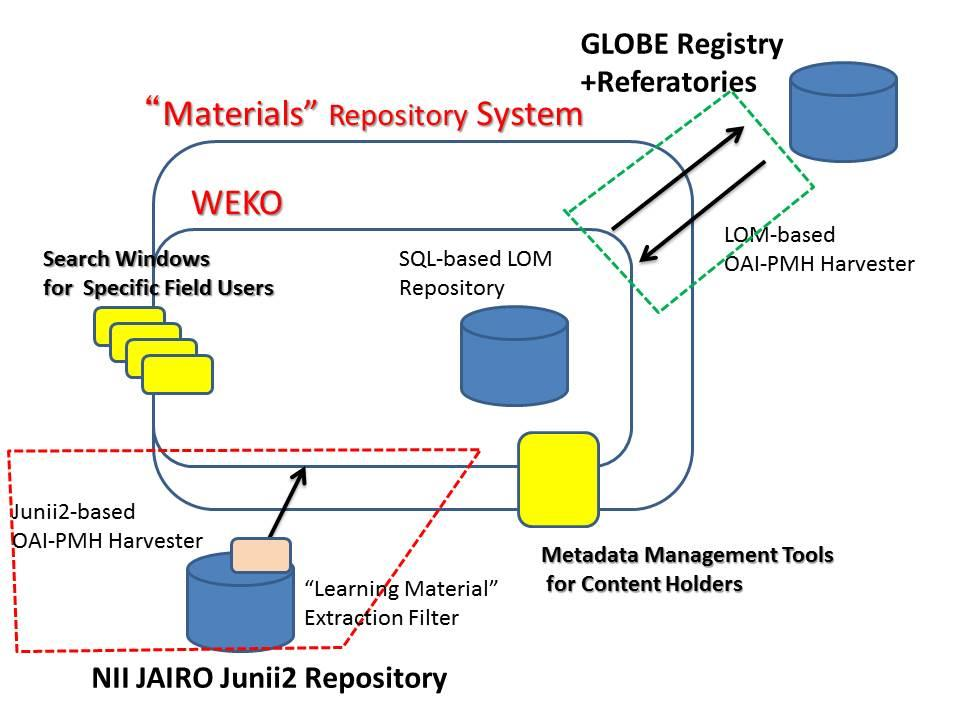 GLOBE Registry
+Referatories
“Materials” Repository System
WEKO
LOM-based
OAI-PMH Harvester
Search Windows
for Specific Field Users
SQL-based LOM
Repository
Junii2-based
OAI-PMH Harvester
Metadata Management Tools
for Content Holders
“Learning Material”
Extraction Filter
NII JAIRO Junii2 Repository